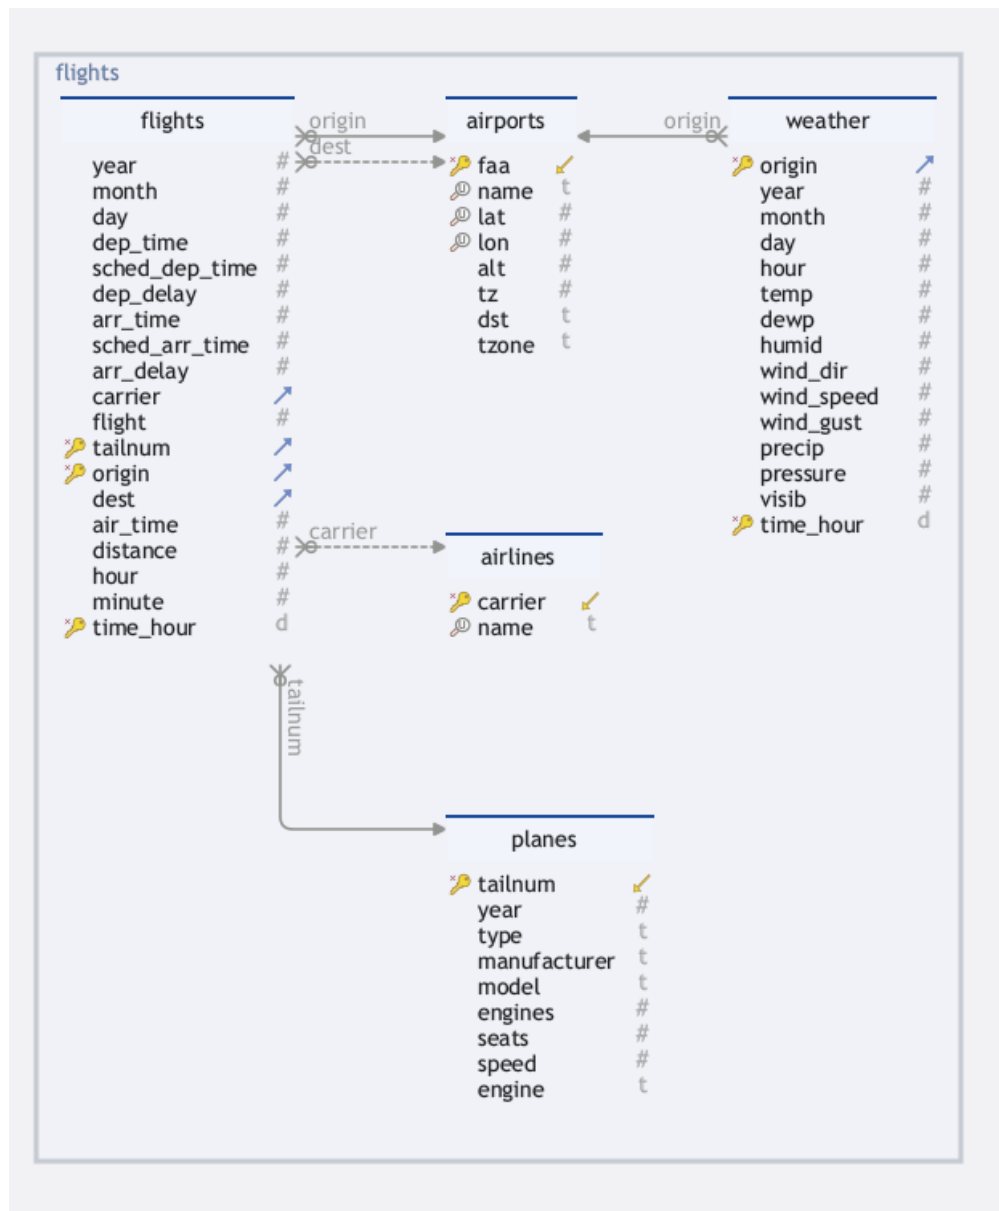 flights
flights
year #
month #
day #
dep_time #
sched_dep_time #
dep_delay #
arr_time #
sched_arr_time #
arr_delay #
carrier
flight #
tailnum
origin
dest
air_time #
distance #
hour #
minute #
time_hour d
origin
dest
airports
faa
name t
lat #
lon #
alt #
tz #
dst t
tzone t
origin
weather
origin
year #
month #
day #
hour #
temp #
dewp #
humid #
wind_dir #
wind_speed #
wind_gust #
precip #
pressure #
visib #
time_hour d
carrier
airlines
carrier
name t
tailnum
planes
tailnum
year #
type t
manufacturer t
model t
engines #
seats #
speed #
engine t